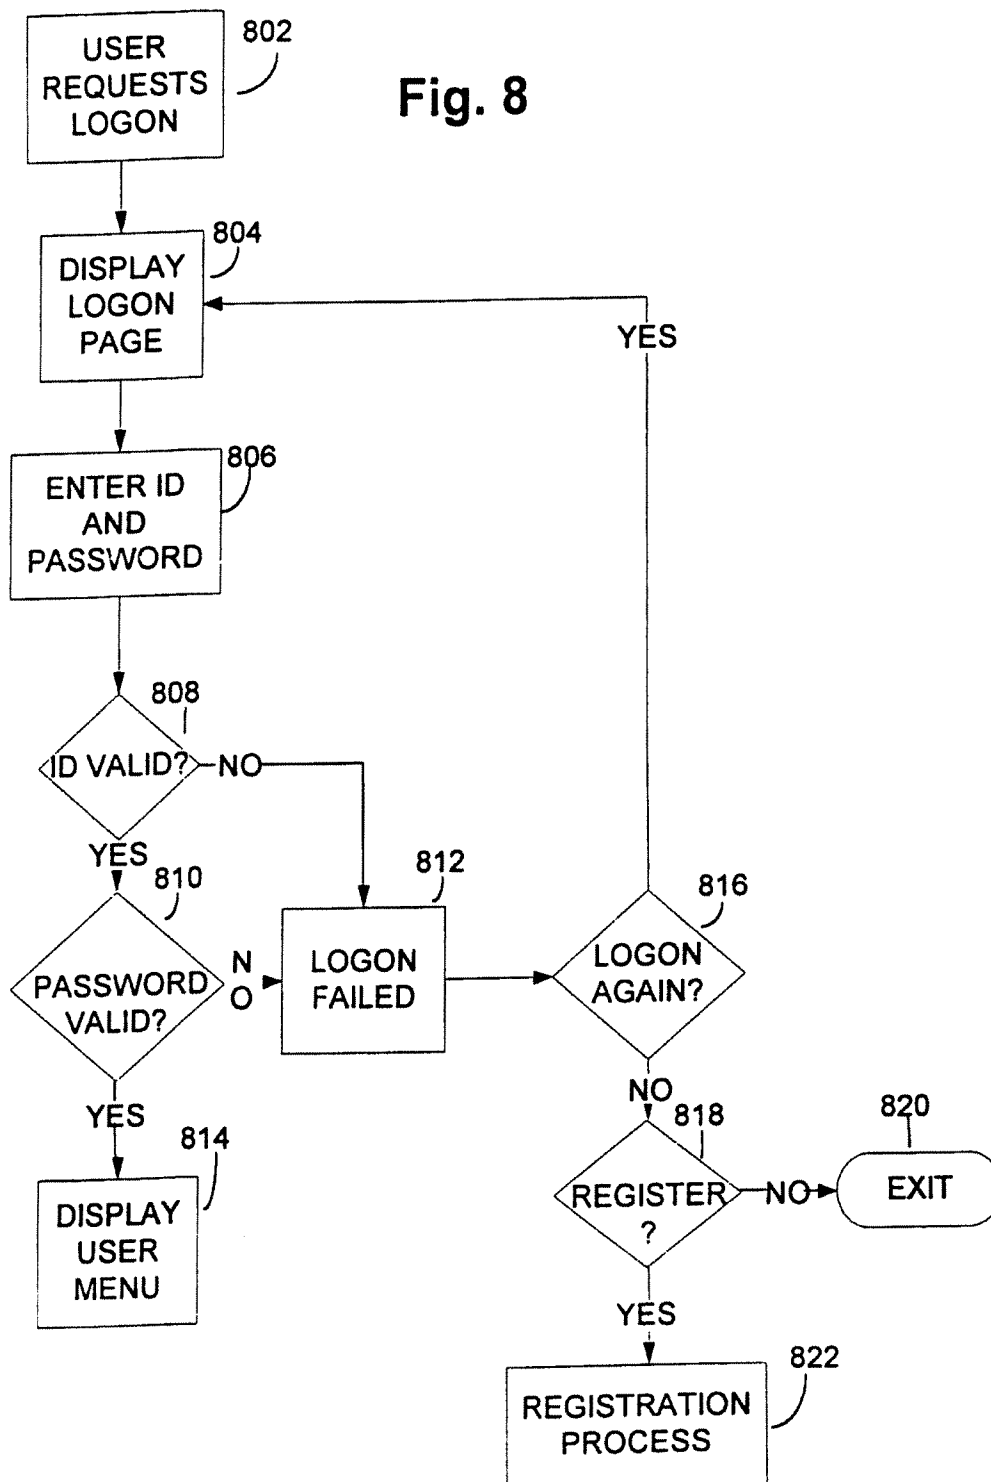 802
USER
REQUESTS
LOGON
Fig. 8
804
DISPLAY
LOGON
PAGE
YES
806
ENTER ID
AND
PASSWORD
808
ID VALID?
NO
YES
810
PASSWORD
VALID?
N
O
812
LOGON
FAILED
816
LOGON
AGAIN?
YES
814
DISPLAY
USER
MENU
NO
818
REGISTER
?
NO
820
EXIT
YES
822
REGISTRATION
PROCESS